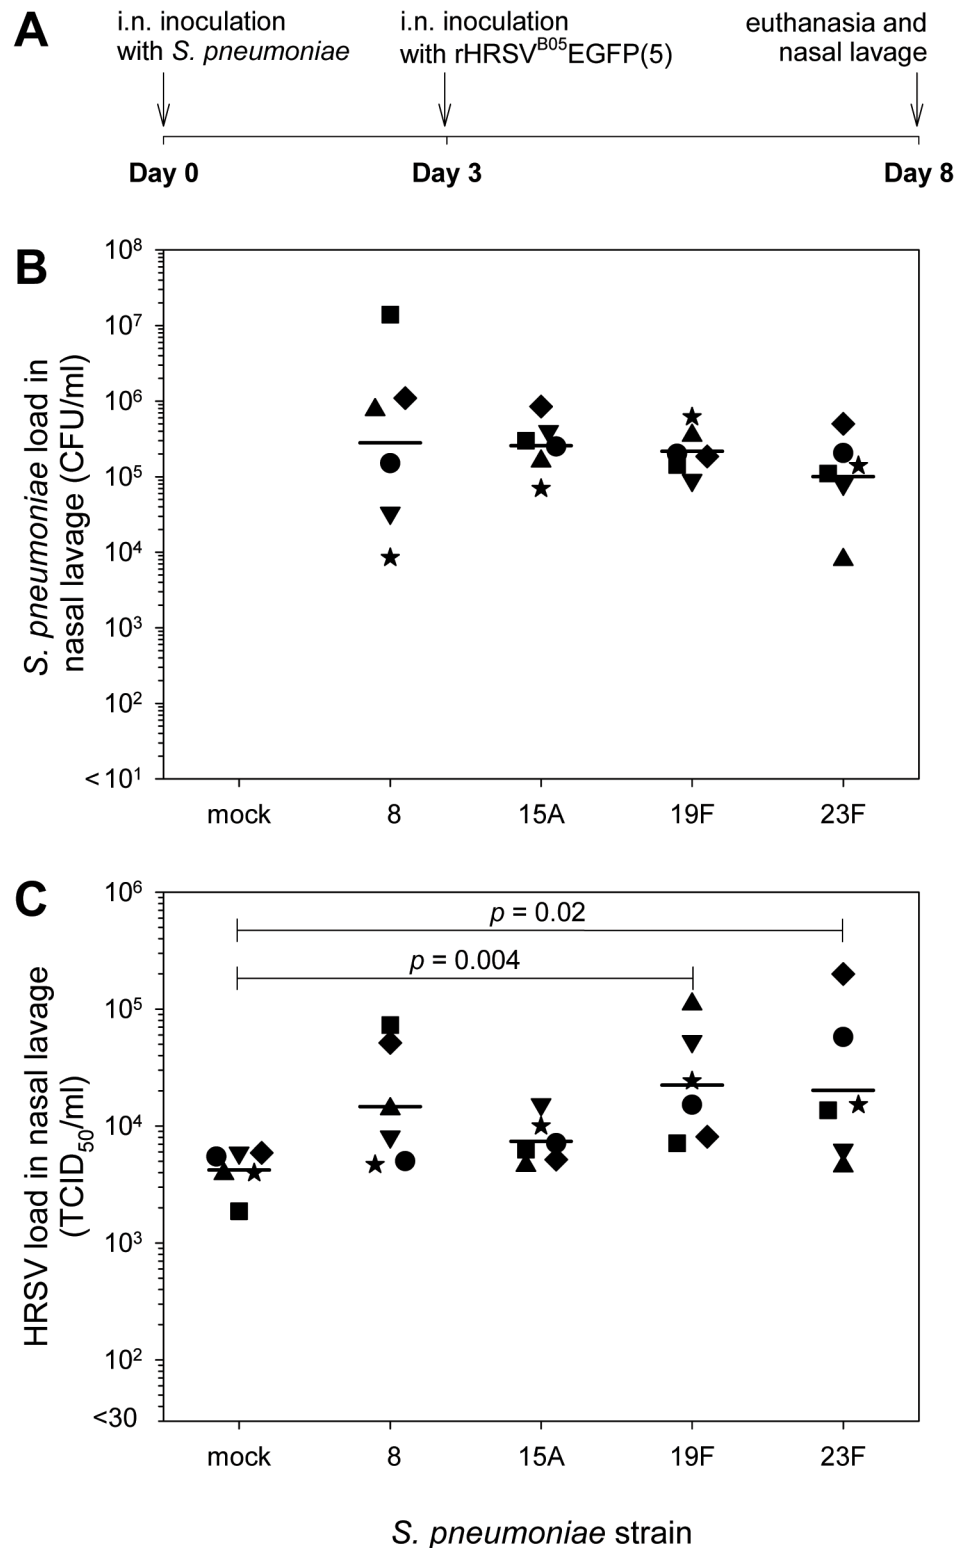 A
i.n. inoculation
with S. pneumoniae
i.n. inoculation
with rHRSV^B05EGFP(5)
euthanasia and
nasal lavage
Day 0
Day 3
Day 8
B
S. pneumoniae load in
nasal lavage (CFU/ml)
10⁸
10⁷
10⁶
10⁵
10⁴
10³
10²
<10¹
mock
8
15A
19F
23F
C
HRSV load in nasal lavage
(TCID₅₀/ml)
10⁶
10⁵
10⁴
10³
10²
<30
p = 0.02
p = 0.004
mock
8
15A
19F
23F
S. pneumoniae strain